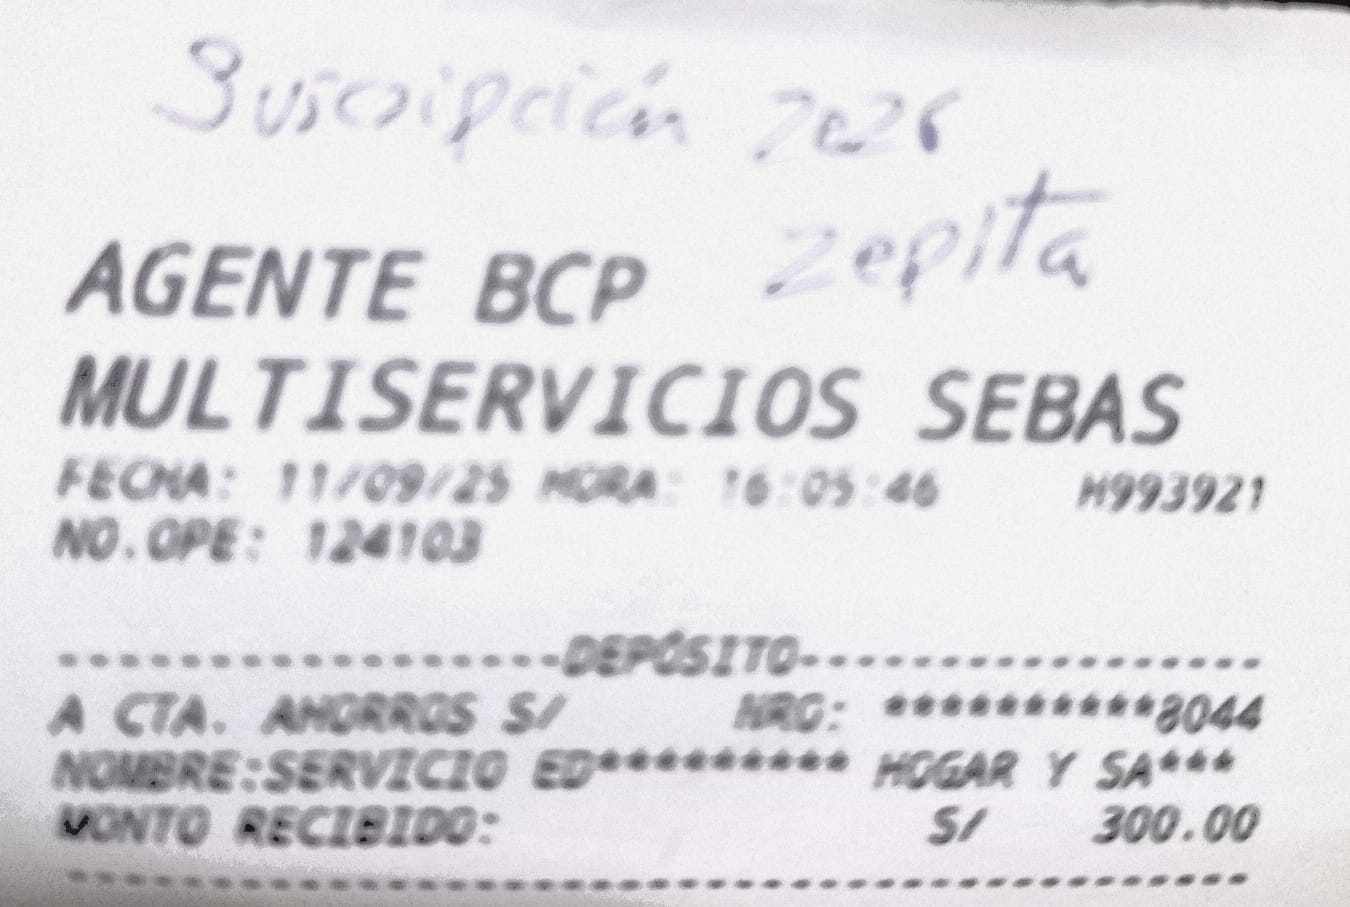 Suscripción 2026
Zepita
AGENTE BCP
MULTISERVICIOS SEBAS
FECHA: 11/09/25 HORA: 16:05:46 M993921
NO.OPE: 124103
-------------------DEPÓSITO-----------------
A CTA. AHORROS S/ NRO: **********8044
NOMBRE:SERVICIO ED********* HOGAR Y SA***
MONTO RECIBIDO: S/ 300.00